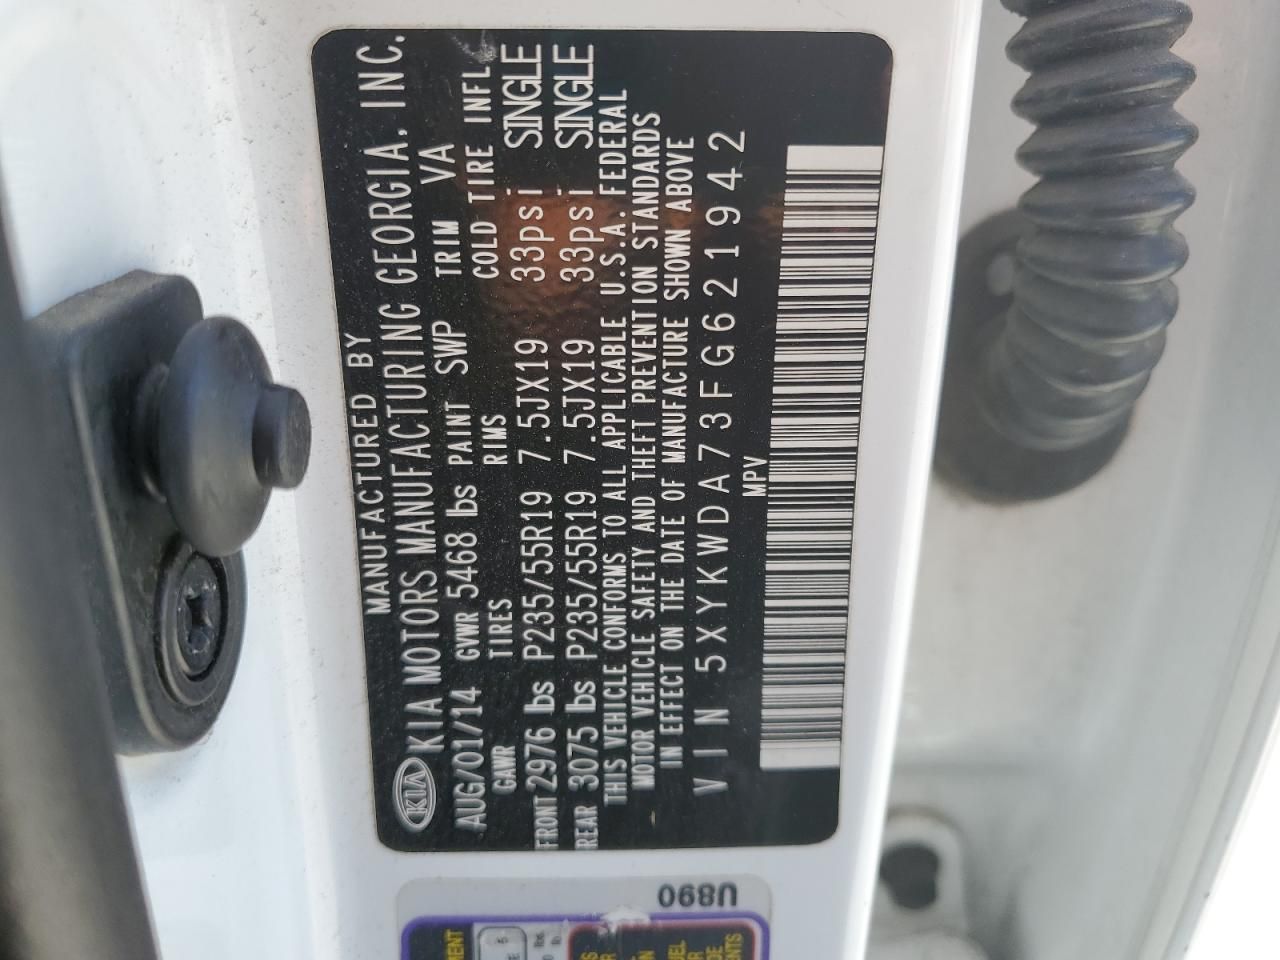 MANUFACTURED BY
KIA KIA MOTORS MANUFACTURING GEORGIA, INC.
AUG/01/14 GVWR 5468 lbs PAINT SWP TRIM VA
GAWR TIRES RIMS COLD TIRE INFL
FRONT 2976 lbs P235/55R19 7.5JX19 33psi SINGLE
REAR 3075 lbs P235/55R19 7.5JX19 33psi SINGLE
THIS VEHICLE CONFORMS TO ALL APPLICABLE U.S.A. FEDERAL
MOTOR VEHICLE SAFETY AND THEFT PREVENTION STANDARDS
IN EFFECT ON THE DATE OF MANUFACTURE SHOWN ABOVE
VIN 5XYKWDA73FG621942
MPV
U890